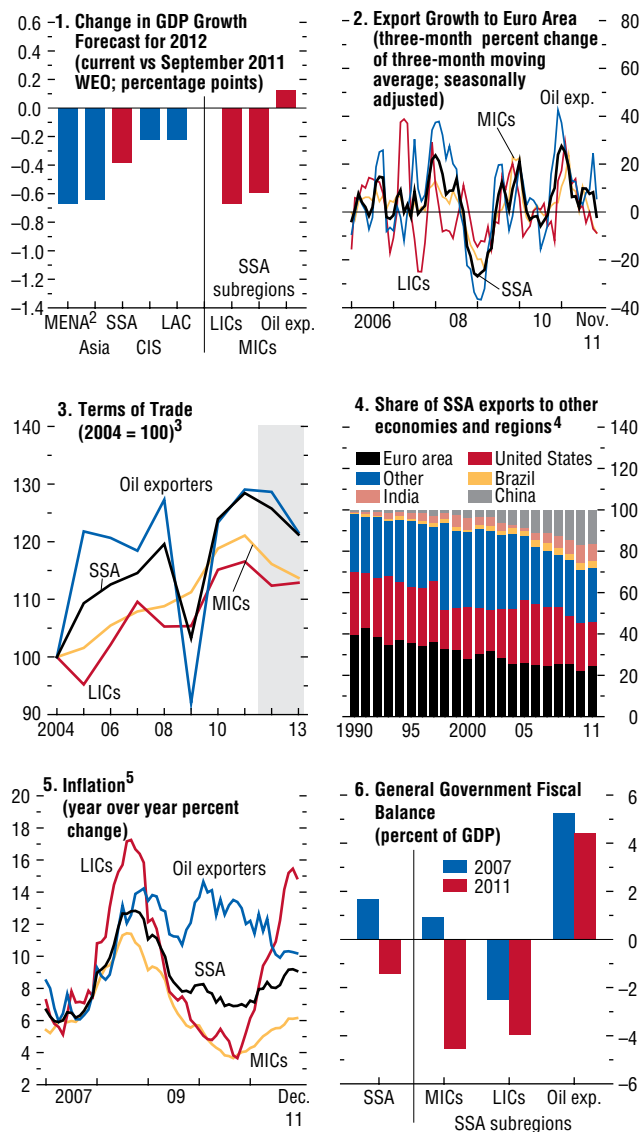 1. Change in GDP Growth
Forecast for 2012
(current vs September 2011
WEO; percentage points)
0.6
0.4
0.2
0.0
−0.2
−0.4
−0.6
−0.8
−1.0
−1.2
−1.4
SSA
subregions
MENA² SSA LAC LICs Oil exp.
Asia CIS MICs
2. Export Growth to Euro Area
(three-month percent change
of three-month moving
average; seasonally
adjusted)
Oil exp.
MICs
LICs
SSA
80
60
40
20
0
−20
−40
2006 08 10 Nov.
11
3. Terms of Trade
(2004 = 100)³
140
130
120
110
100
90
Oil exporters
SSA
MICs
LICs
2004 06 08 10 13
4. Share of SSA exports to other
economies and regions⁴
Euro area United States
Other Brazil
India China
140
120
100
80
60
40
20
0
1990 95 2000 05 11
5. Inflation⁵
(year over year percent
change)
20
18
16
14
12
10
8
6
4
2
LICs
Oil exporters
SSA
MICs
2007 09 Dec.
11
6. General Government Fiscal
Balance
(percent of GDP)
2007
2011
6
4
2
0
−2
−4
−6
SSA MICs LICs Oil exp.
SSA subregions